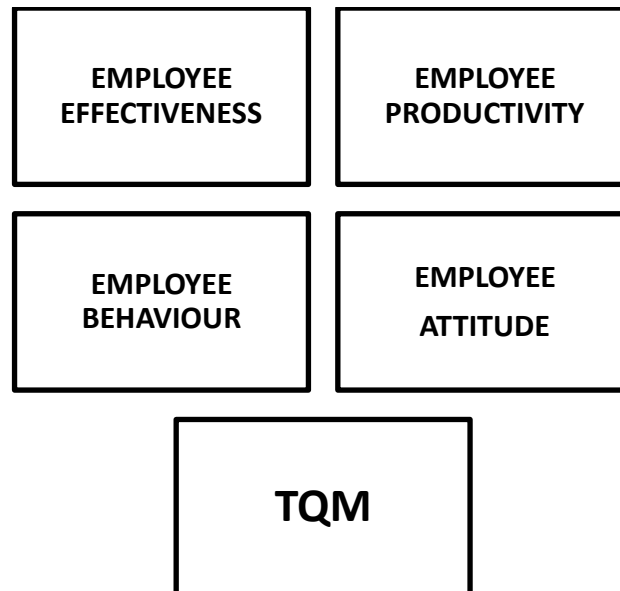 EMPLOYEE
EFFECTIVENESS
EMPLOYEE
PRODUCTIVITY
EMPLOYEE
BEHAVIOUR
EMPLOYEE
ATTITUDE
TQM